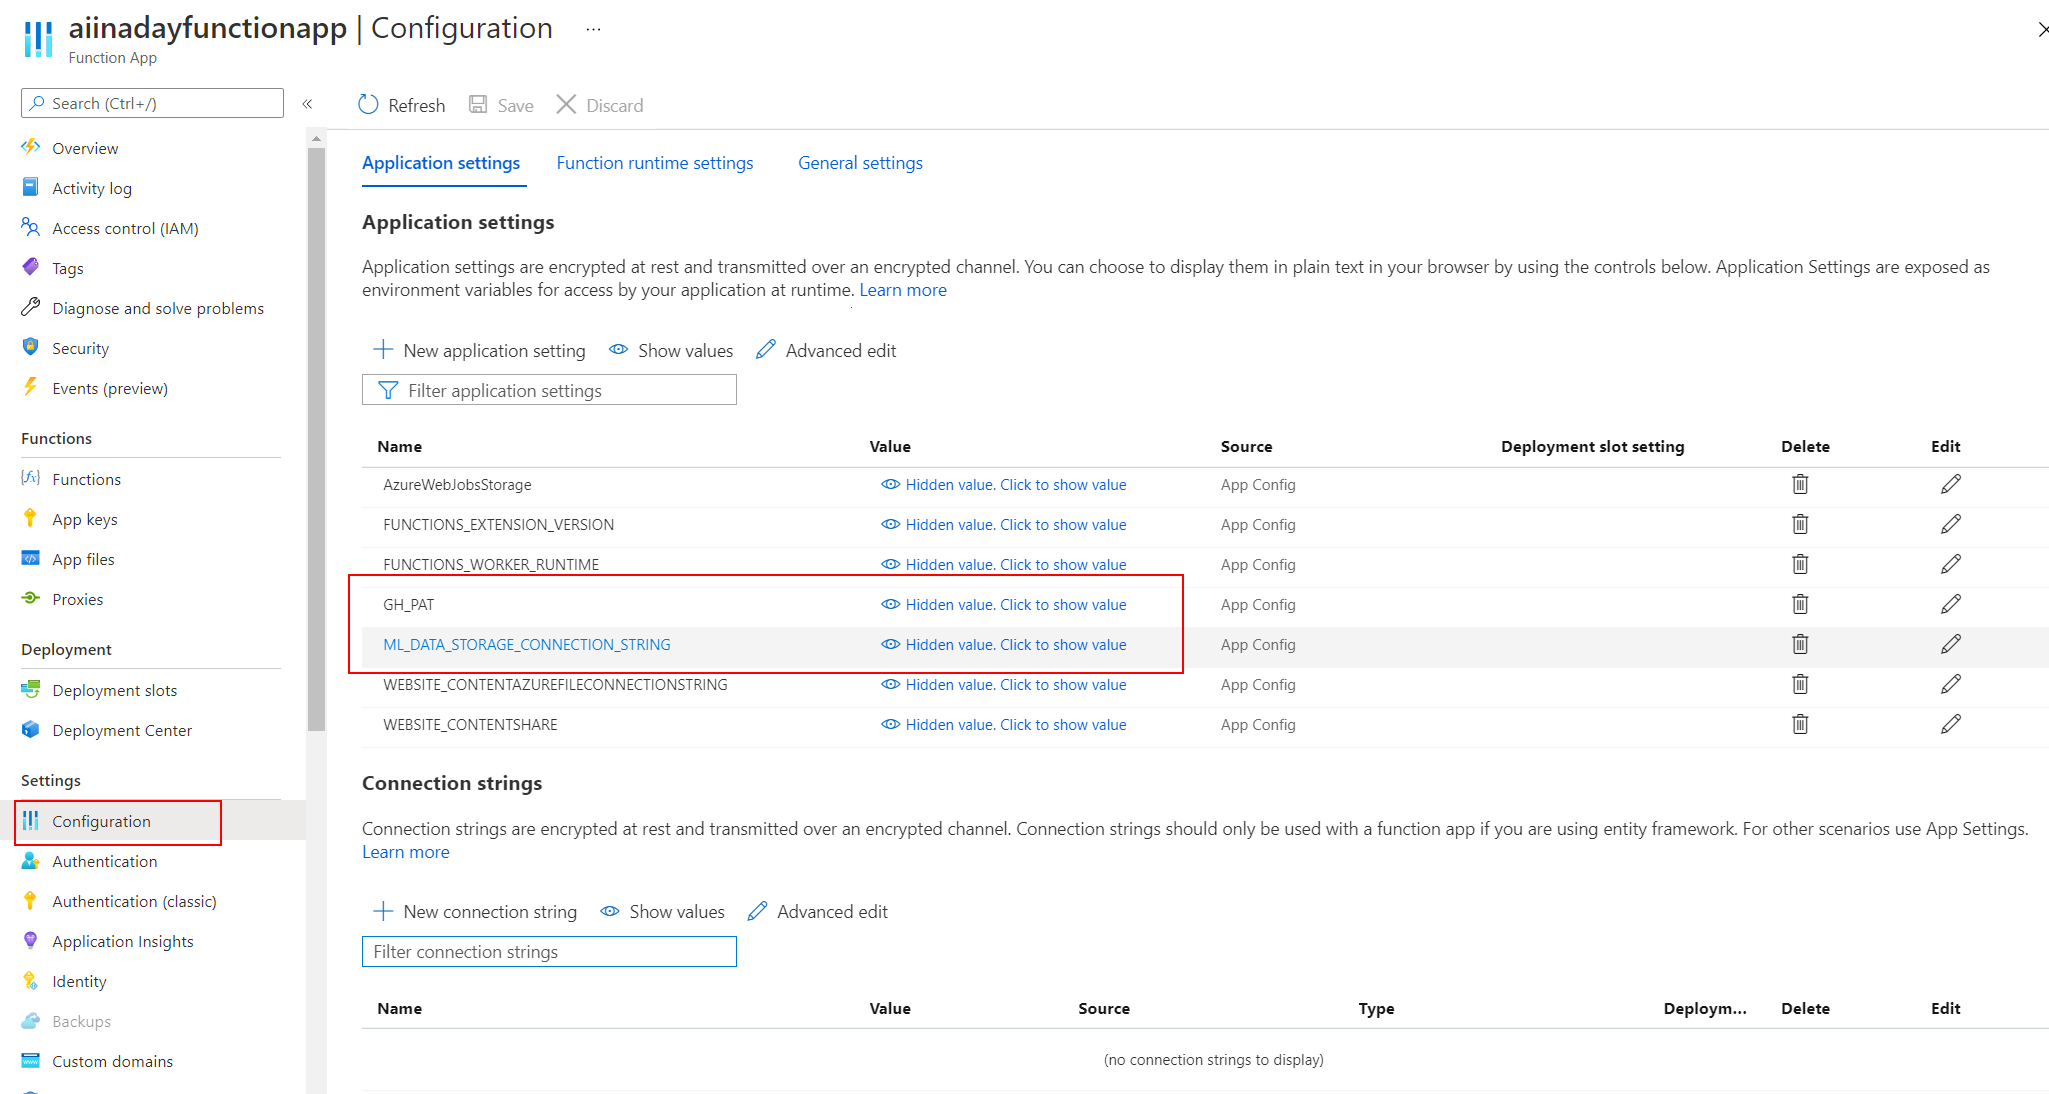 aiinadayfunctionapp | Configuration ...
Function App
Search (Ctrl+/)
«
Overview
Activity log
Access control (IAM)
Tags
Diagnose and solve problems
Security
Events (preview)
Functions
Functions
App keys
App files
Proxies
Deployment
Deployment slots
Deployment Center
Settings
Configuration
Authentication
Authentication (classic)
Application Insights
Identity
Backups
Custom domains
Refresh Save Discard
Application settings Function runtime settings General settings
Application settings
Application settings are encrypted at rest and transmitted over an encrypted channel. You can choose to display them in plain text in your browser by using the controls below. Application Settings are exposed as
environment variables for access by your application at runtime. Learn more
New application setting Show values Advanced edit
Filter application settings
Name Value Source Deployment slot setting Delete Edit
AzureWebJobsStorage Hidden value. Click to show value App Config
FUNCTIONS_EXTENSION_VERSION Hidden value. Click to show value App Config
FUNCTIONS_WORKER_RUNTIME Hidden value. Click to show value App Config
GH_PAT Hidden value. Click to show value App Config
ML_DATA_STORAGE_CONNECTION_STRING Hidden value. Click to show value App Config
WEBSITE_CONTENTAZUREFILECONNECTIONSTRING Hidden value. Click to show value App Config
WEBSITE_CONTENTSHARE Hidden value. Click to show value App Config
Connection strings
Connection strings are encrypted at rest and transmitted over an encrypted channel. Connection strings should only be used with a function app if you are using entity framework. For other scenarios use App Settings.
Learn more
New connection string Show values Advanced edit
Filter connection strings
Name Value Source Type Deploym... Delete Edit
(no connection strings to display)